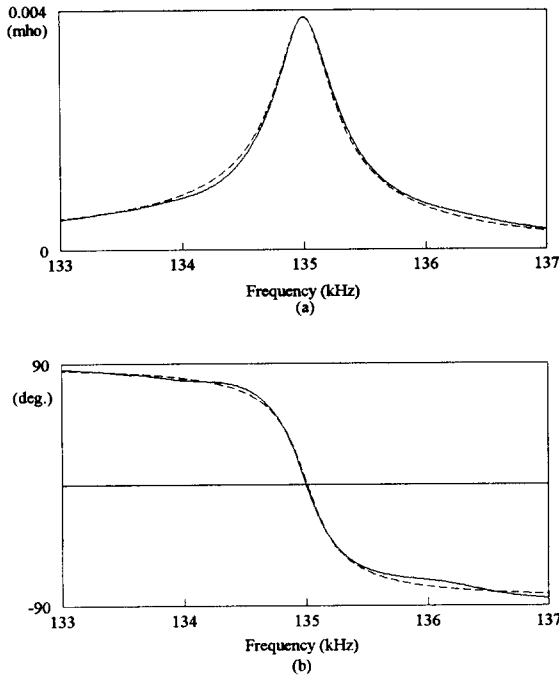 0.004
(mho)
0
133 134 135 136 137
Frequency (kHz)
(a)
90
(deg.)
-90
133 134 135 136 137
Frequency (kHz)
(b)